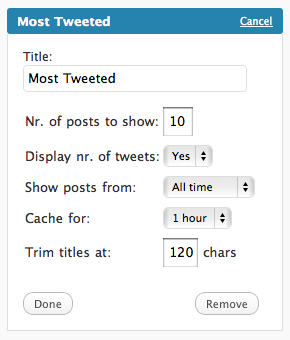 Most Tweeted Cancel
Title:
Most Tweeted
Nr. of posts to show: 10
Display nr. of tweets: Yes
Show posts from: All time
Cache for: 1 hour
Trim titles at: 120 chars
Done Remove